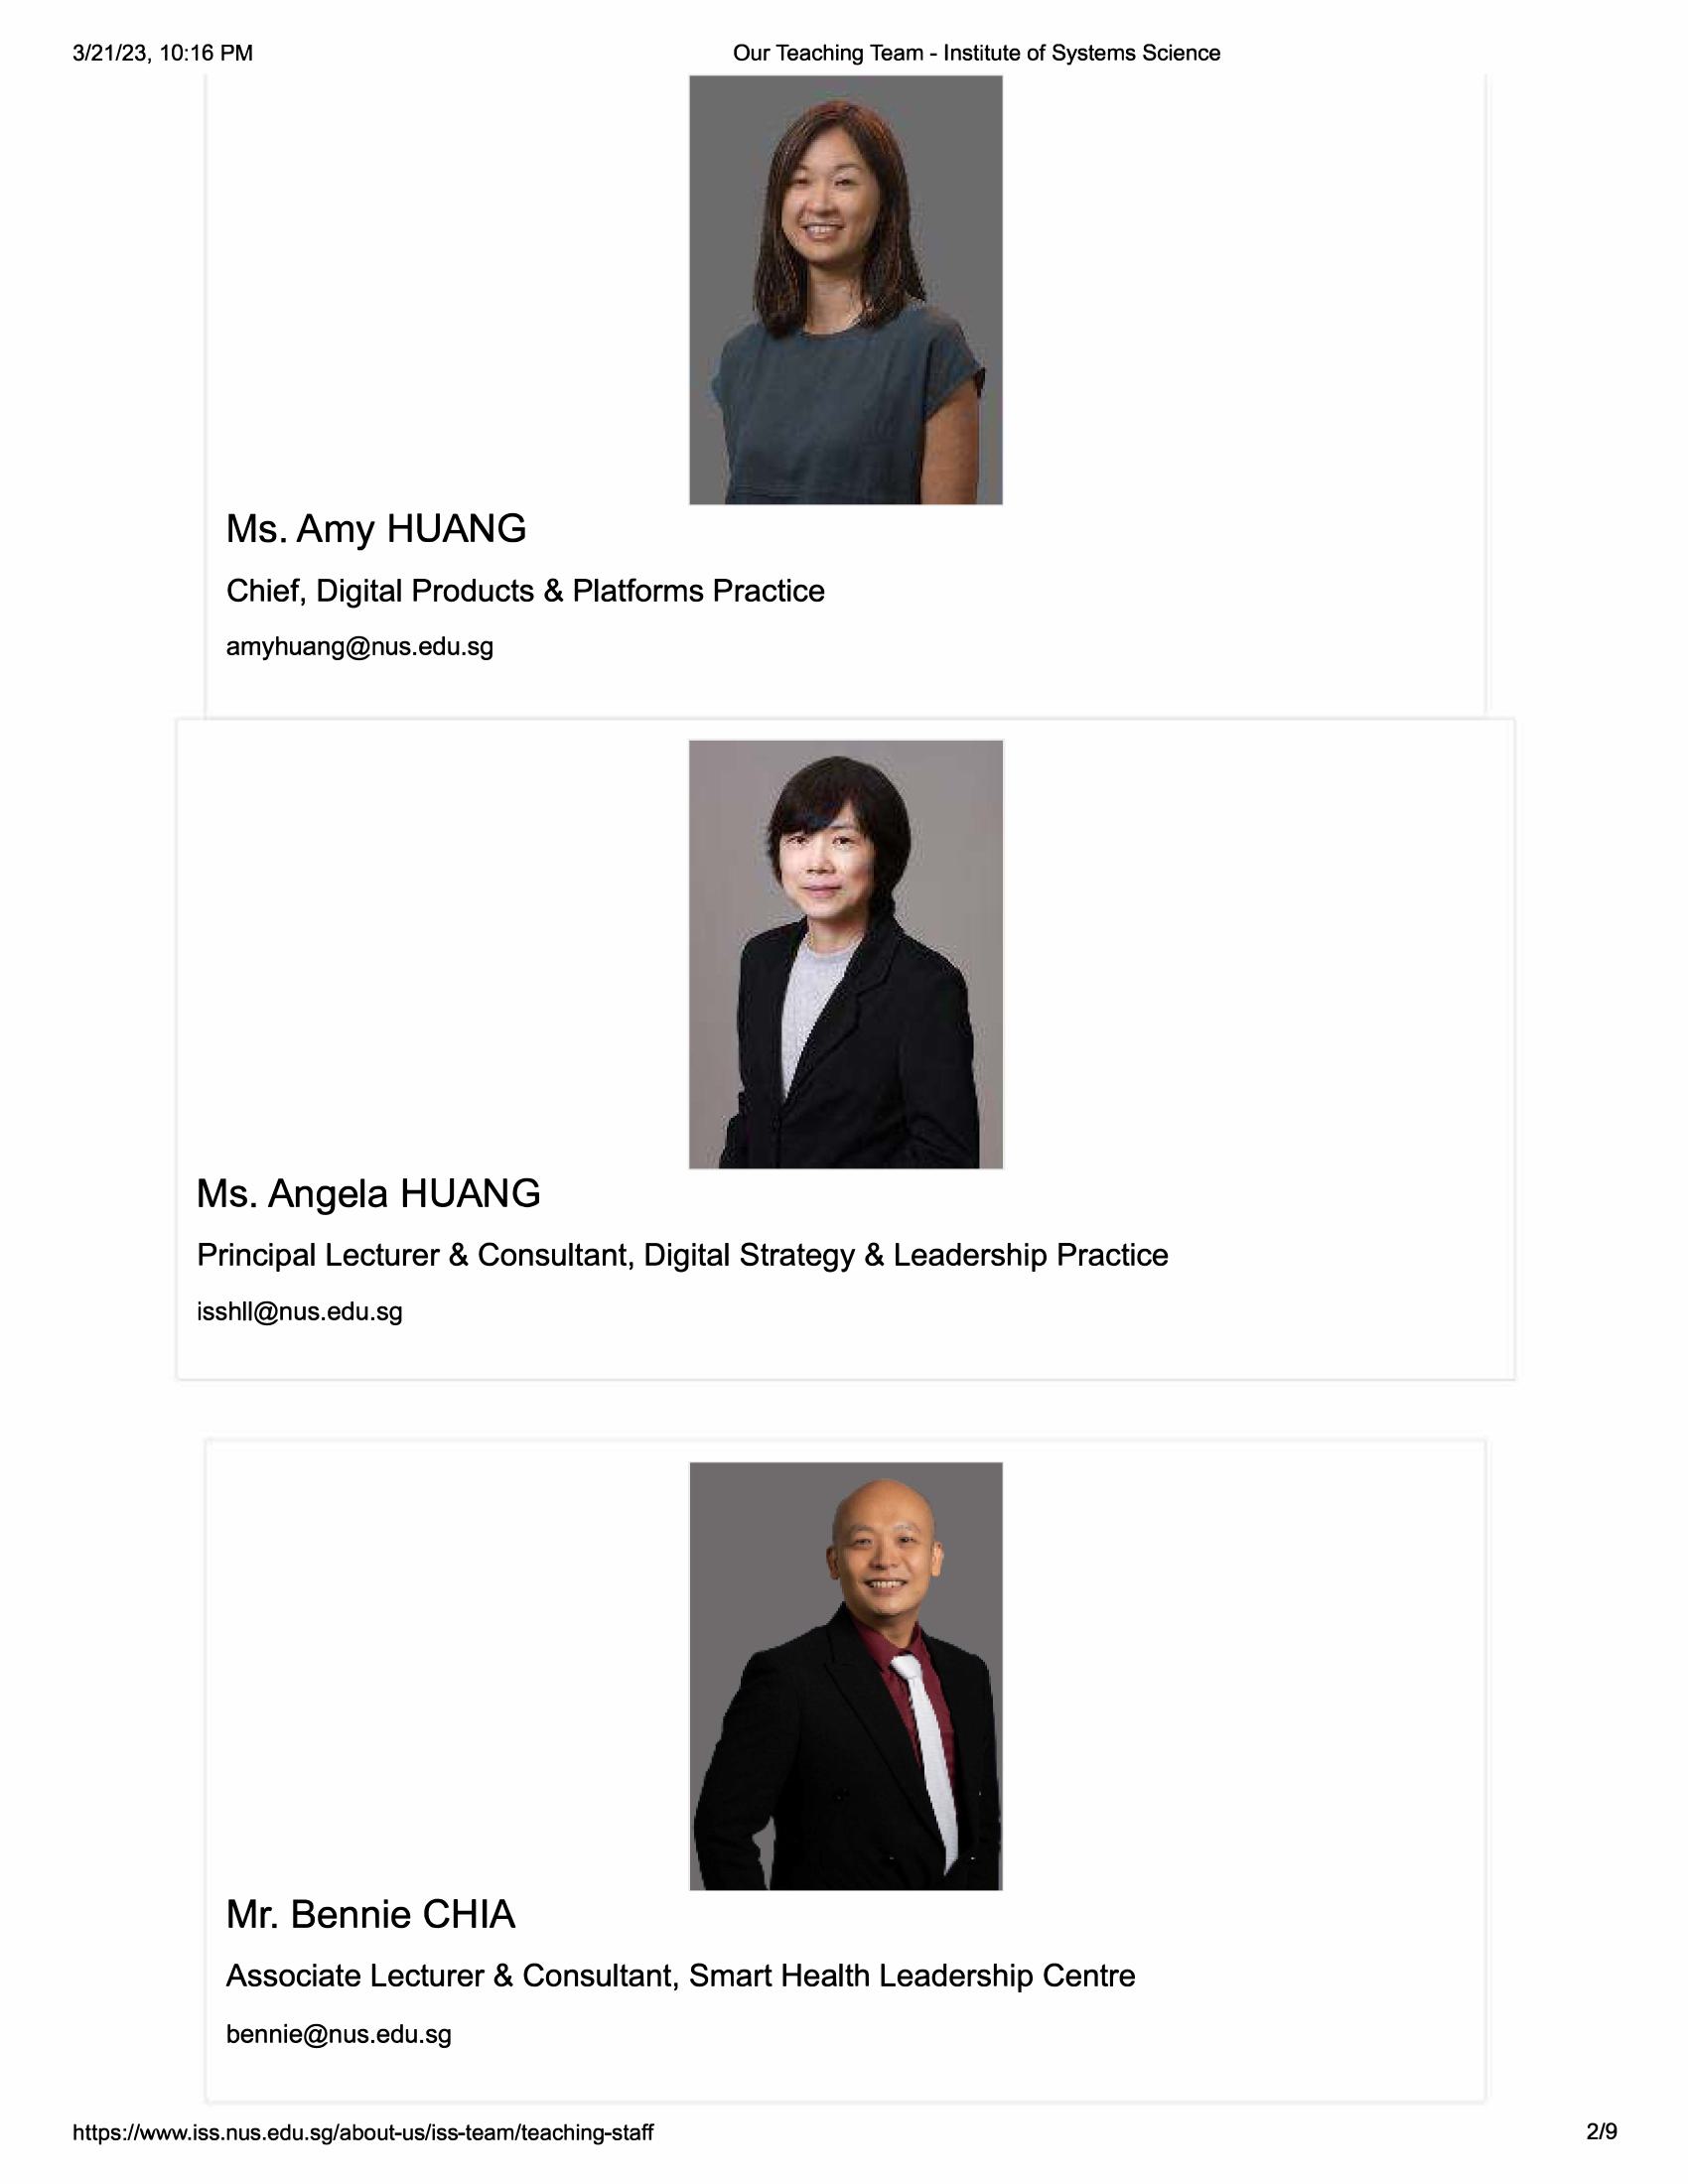 3/21/23, 10:16 PM
Our Teaching Team - Institute of Systems Science
Ms. Amy HUANG
Chief, Digital Products & Platforms Practice
amyhuang@nus.edu.sg
Ms. Angela HUANG
Principal Lecturer & Consultant, Digital Strategy & Leadership Practice
isshll@nus.edu.sg
Mr. Bennie CHIA
Associate Lecturer & Consultant, Smart Health Leadership Centre
bennie@nus.edu.sg
https://www.iss.nus.edu.sg/about-us/iss-team/teaching-staff
2/9